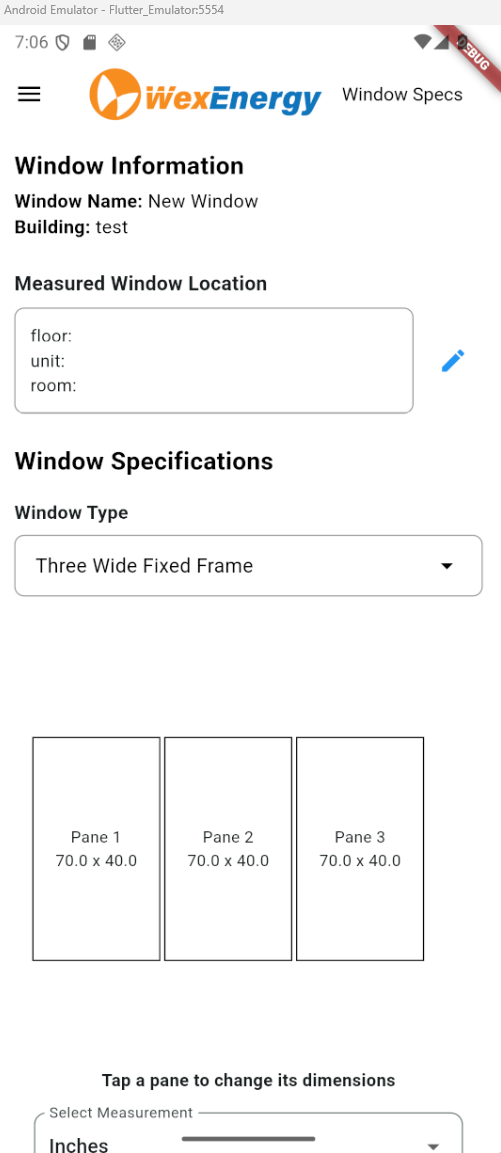 Android Emulator - Flutter_Emulator:5554
7:06
WexEnergy
Window Specs
Window Information
Window Name: New Window
Building: test
Measured Window Location
floor:
unit:
room:
Window Specifications
Window Type
Three Wide Fixed Frame
Pane 1
70.0 x 40.0
Pane 2
70.0 x 40.0
Pane 3
70.0 x 40.0
Tap a pane to change its dimensions
Select Measurement
Inches